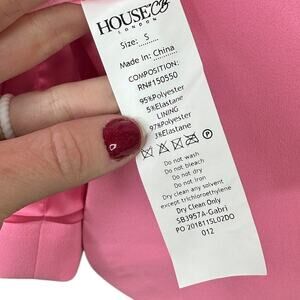 HOUSE OF CB
LONDON
Size: S
Made In: China
COMPOSITION:
RN#150550
95%Polyester
5%Elastane
LINING
97%Polyester
3%Elastane
P
Do not wash
Do not bleach
Do not dry
Do not iron
Dry clean any solvent
except trichloroethylene
Dry Clean Only
SB3957A-Gabri
PO 2018115L02DO
012